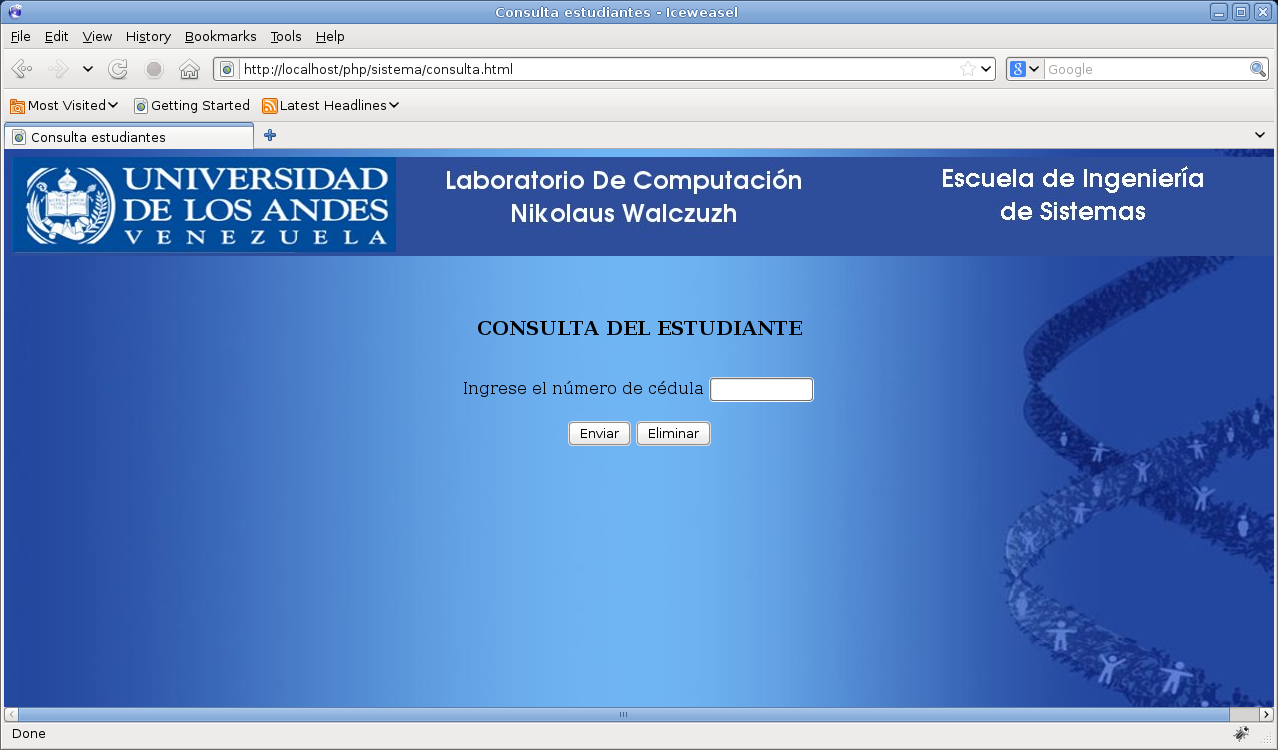 Consulta estudiantes - Iceweasel
File Edit View History Bookmarks Tools Help
http://localhost/php/sistema/consulta.html
8 Google
Most Visited Getting Started Latest Headlines
Consulta estudiantes
UNIVERSIDAD
DE LOS ANDES
VENEZUELA
Laboratorio De Computación
Nikolaus Walczuzh
Escuela de Ingeniería
de Sistemas
CONSULTA DEL ESTUDIANTE
Ingrese el número de cédula
Enviar Eliminar
Done